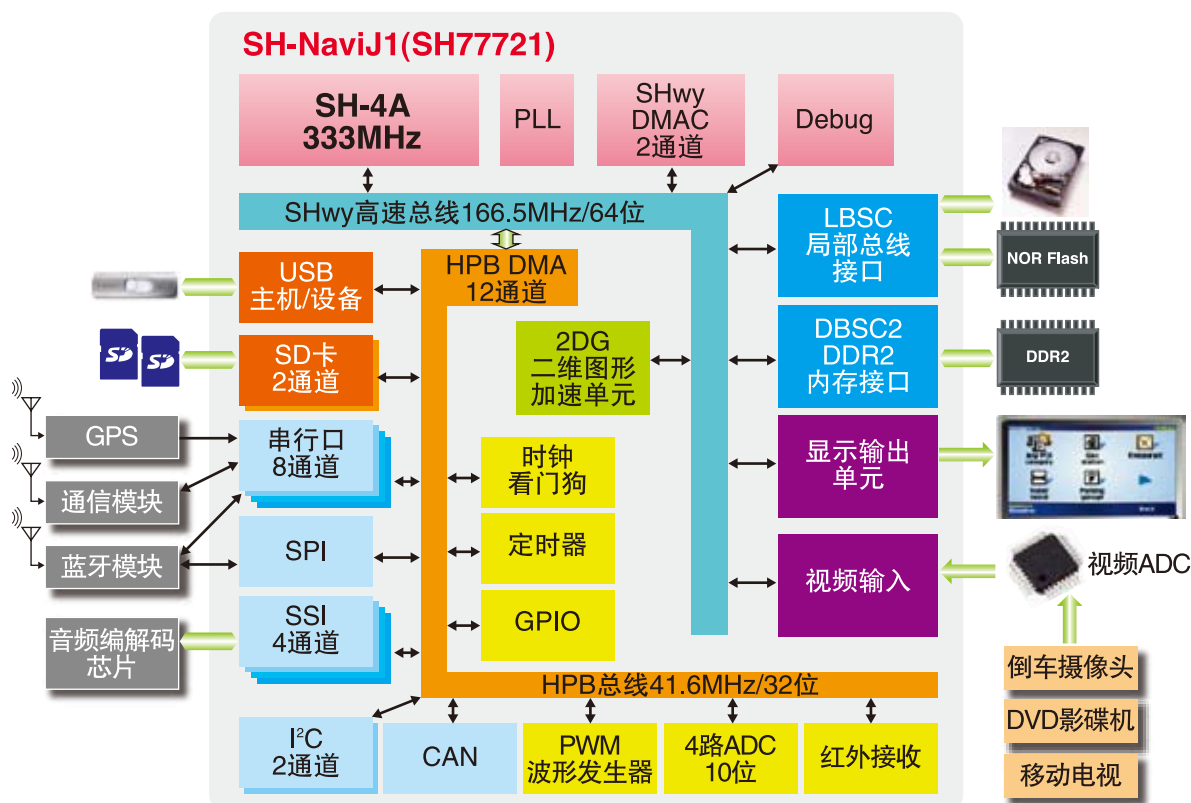 SH-NaviJ1(SH77721)
SH-4A
333MHz
PLL
SHwy
DMAC
2通道
Debug
SHwy高速总线166.5MHz/64位
LBSC
局部总线
接口
NOR Flash
HPB DMA
12通道
USB
主机/设备
SD卡
2通道
SD
SD
2DG
二维图形
加速单元
DBSC2
DDR2
内存接口
DDR2
GPS
通信模块
蓝牙模块
音频编解码
芯片
串行口
8通道
SPI
SSI
4通道
时钟
看门狗
定时器
GPIO
显示输出
单元
视频输入
视频ADC
倒车摄像头
DVD影碟机
移动电视
HPB总线41.6MHz/32位
I²C
2通道
CAN
PWM
波形发生器
4路ADC
10位
红外接收